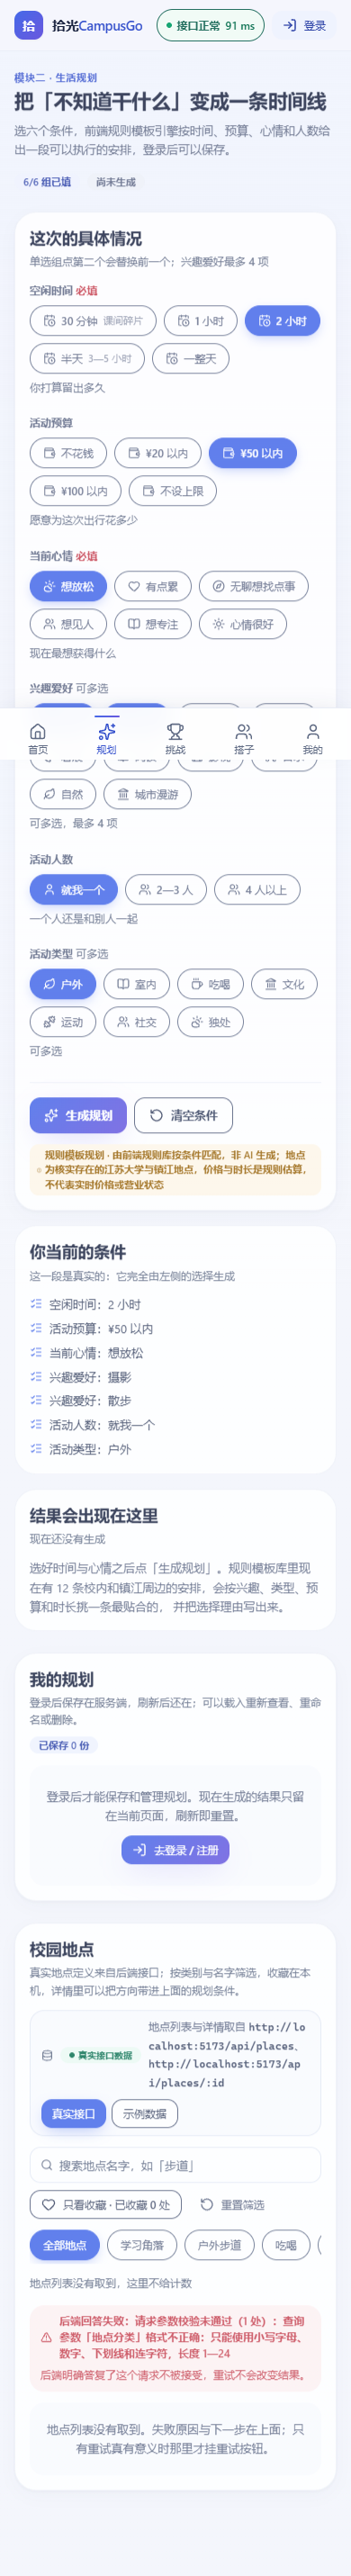 拾 拾光CampusGo 接口正常 91 ms 登录
模块二 · 生活规划
把「不知道干什么」变成一条时间线
选六个条件，前端规则模板引擎按时间、预算、心情和人数给
出一段可以执行的安排，登录后可以保存。
6/6 组已填 尚未生成
这次的具体情况
单选组点第二个会替换前一个；兴趣爱好最多 4 项
空闲时间 必填
30 分钟 课间碎片 1 小时 2 小时
半天 3—5 小时 一整天
你打算留出多久
活动预算
不花钱 ¥20 以内 ¥50 以内
¥100 以内 不设上限
愿意为这次出行花多少
当前心情 必填
想放松 有点累 无聊想找点事
想见人 想专注 心情很好
现在最想获得什么
兴趣爱好 可多选
首页 规划 挑战 搭子 我的
自然 城市漫游
可多选，最多 4 项
活动人数
就我一个 2—3 人 4 人以上
一个人还是和别人一起
活动类型 可多选
户外 室内 吃喝 文化
运动 社交 独处
可多选
生成规划 清空条件
规则模板规划 · 由前端规则库按条件匹配，非 AI 生成；地点
为核实存在的江苏大学与镇江地点，价格与时长是规则估算，
不代表实时价格或营业状态
你当前的条件
这一段是真实的：它完全由左侧的选择生成
空闲时间：2 小时
活动预算：¥50 以内
当前心情：想放松
兴趣爱好：摄影
兴趣爱好：散步
活动人数：就我一个
活动类型：户外
结果会出现在这里
现在还没有生成
选好时间与心情之后点「生成规划」。规则模板库里现
在有 12 条校内和镇江周边的安排，会按兴趣、类型、预
算和时长挑一条最贴合的，并把选择理由写出来。
我的规划
登录后保存在服务端，刷新后还在；可以载入重新查看、重命
名或删除。
已保存 0 份
登录后才能保存和管理规划。现在生成的结果只留
在当前页面，刷新即重置。
去登录 / 注册
校园地点
真实地点定义来自后端接口；按类别与名字筛选，收藏在本
机，详情里可以把方向带进上面的规划条件。
真实接口数据 地点列表与详情取自 http://lo
calhost:5173/api/places、
http://localhost:5173/ap
i/places/:id
真实接口 示例数据
搜索地点名字，如「步道」
只看收藏 · 已收藏 0 处 重置筛选
全部地点 学习角落 户外步道 吃喝
地点列表没有取到，这里不给计数
后端回答失败：请求参数校验未通过（1 处）：查询
参数「地点分类」格式不正确：只能使用小写字母、
数字、下划线和连字符，长度 1—24
后端明确答复了这个请求不被接受，重试不会改变结果。
地点列表没有取到。失败原因与下一步在上面；只
有重试真有意义时那里才挂重试按钮。